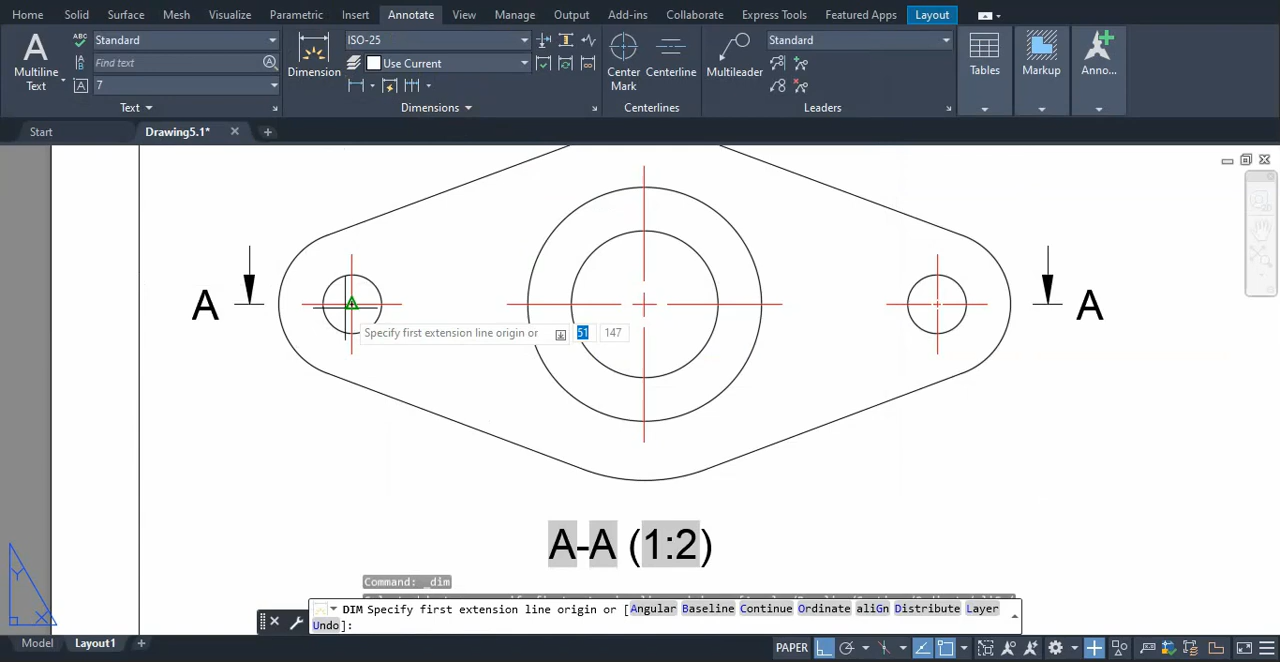 Home Solid Surface Mesh Visualize Parametric Insert Annotate View Manage Output Add-ins Collaborate Express Tools Featured Apps Layout
A Multiline Text
ABC Standard
Find text
A 7
Text
Dimension
ISO-25
Use Current
Dimensions
Center Mark
Centerline
Centerlines
Multileader
Standard
Leaders
Tables
Markup
Anno...
Start Drawing5.1*
A A
Specify first extension line origin or 51 147
A-A (1:2)
Y
X
Command: _dim
DIM Specify first extension line origin or [Angular Baseline Continue Ordinate aliGn Distribute Layer
Undo]:
Model Layout1 PAPER